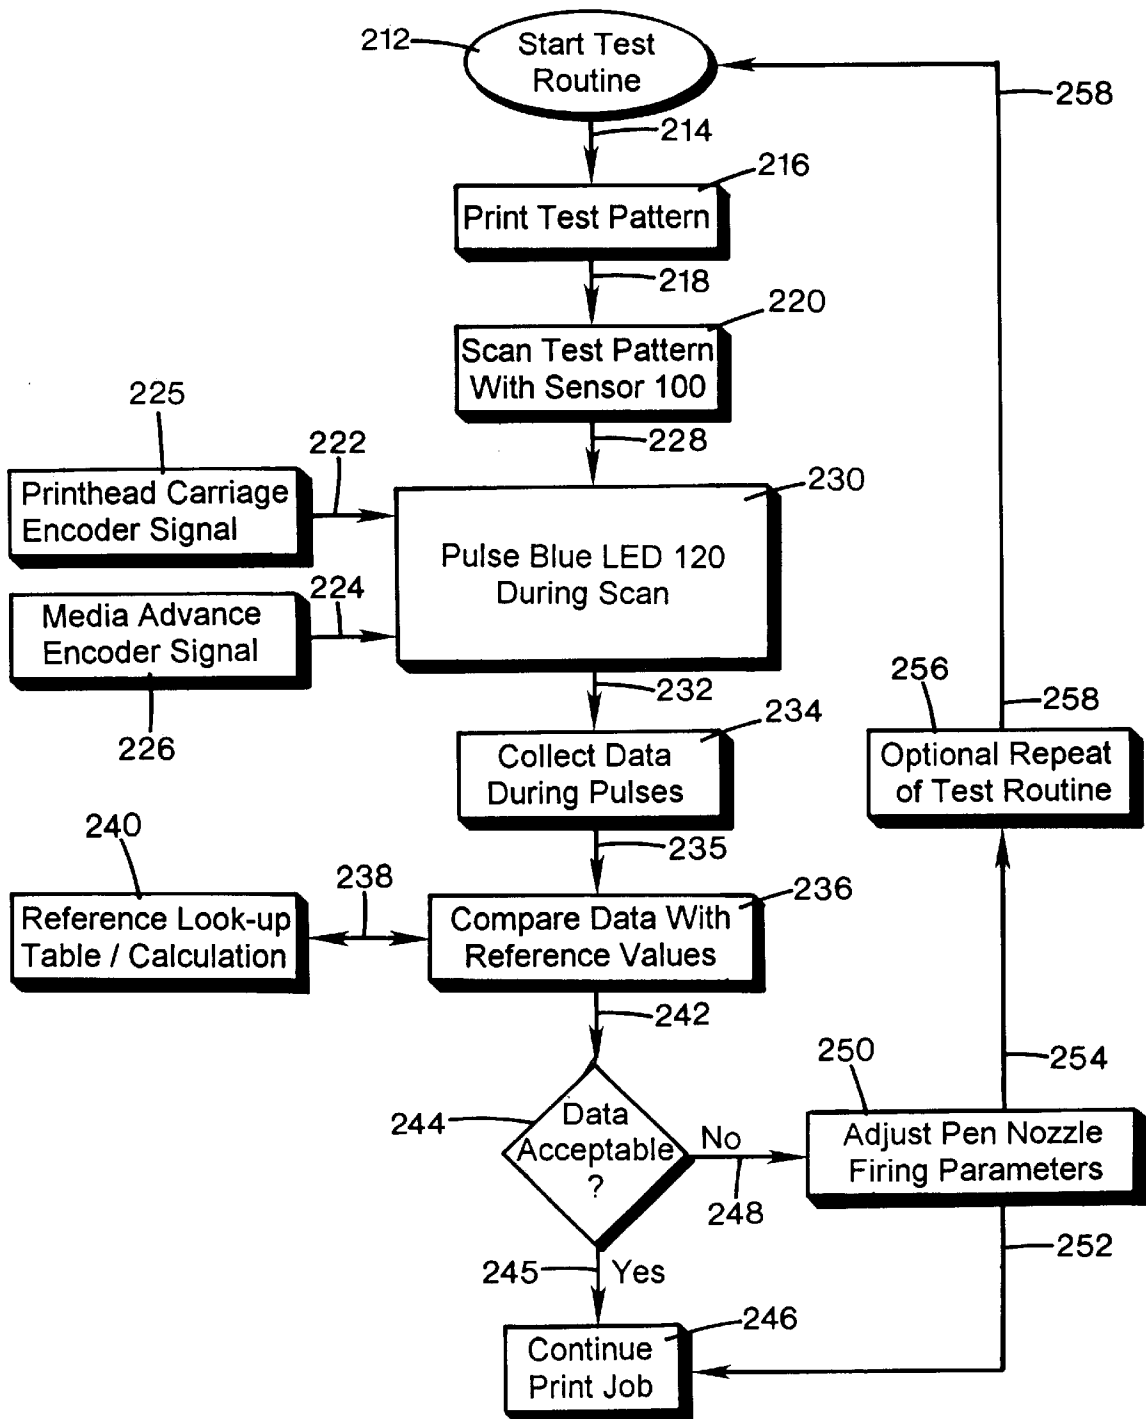 212
Start Test
Routine
258
214
216
Print Test Pattern
218
220
Scan Test Pattern
With Sensor 100
225
222
228
230
Printhead Carriage
Encoder Signal
Pulse Blue LED 120
During Scan
224
Media Advance
Encoder Signal
226
232
234
256
258
Collect Data
During Pulses
Optional Repeat
of Test Routine
240
238
235
236
Reference Look-up
Table / Calculation
Compare Data With
Reference Values
242
254
250
244
Data
Acceptable
?
No
248
Adjust Pen Nozzle
Firing Parameters
252
245
Yes
246
Continue
Print Job